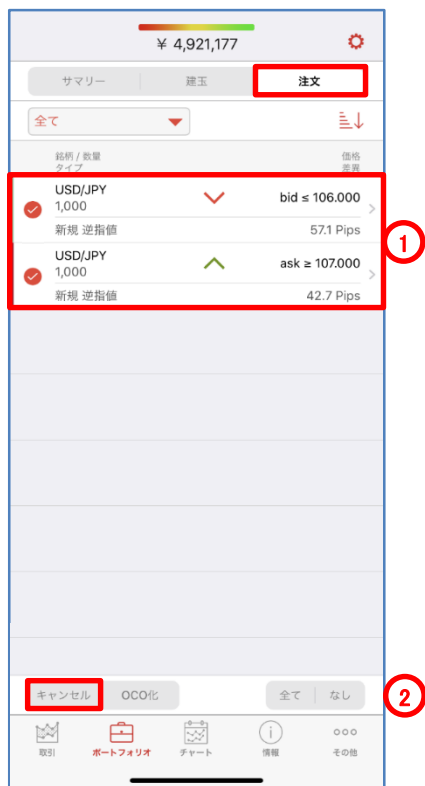 ¥ 4,921,177
サマリー 建玉 注文
全て
銘柄 / 数量 価格
タイプ 差異
USD/JPY bid ≤ 106.000
1,000
新規 逆指値 57.1 Pips
USD/JPY ask ≥ 107.000
1,000
新規 逆指値 42.7 Pips
1
キャンセル OCO化 全て なし
2
取引 ポートフォリオ チャート 情報 その他